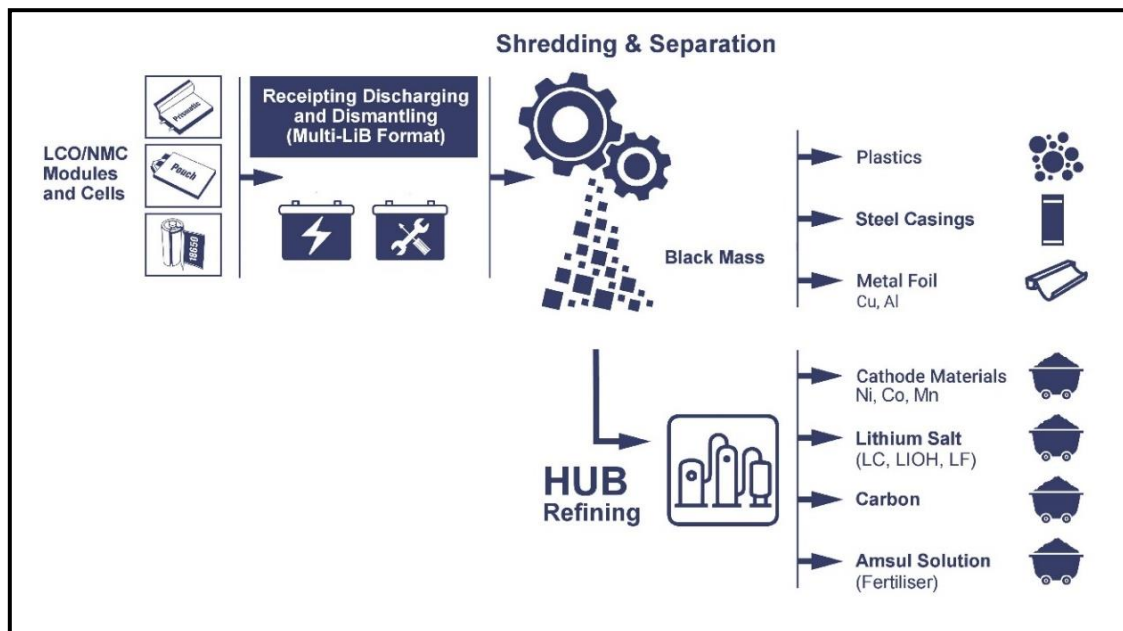 Shredding & Separation
Prismatic
Pouch
18650
LCO/NMC
Modules
and Cells
Receipting Discharging
and Dismantling
(Multi-LiB Format)
Black Mass
Plastics
Steel Casings
Metal Foil
Cu, Al
HUB
Refining
Cathode Materials
Ni, Co, Mn
Lithium Salt
(LC, LIOH, LF)
Carbon
Amsul Solution
(Fertiliser)